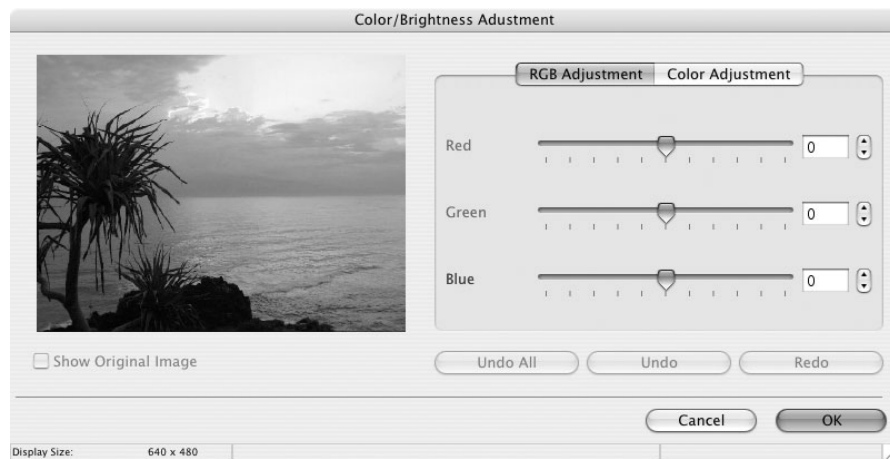 Color/Brightness Adustment
RGB Adjustment Color Adjustment
Red 0
Green 0
Blue 0
Show Original Image
Undo All Undo Redo
Cancel OK
Display Size: 640 x 480